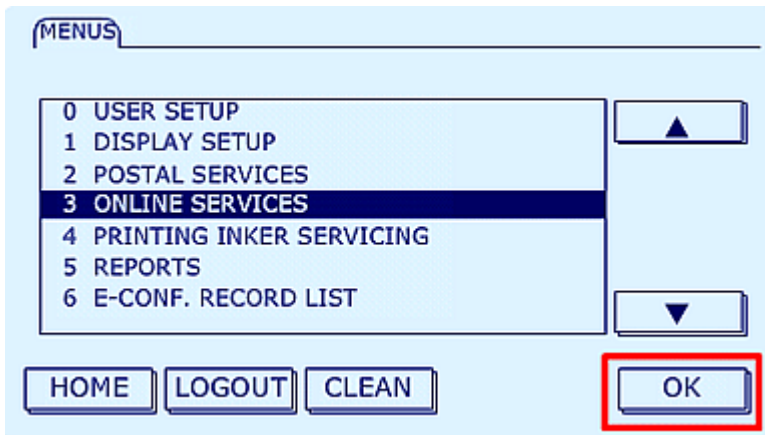 MENUS
0 USER SETUP
1 DISPLAY SETUP
2 POSTAL SERVICES
3 ONLINE SERVICES
4 PRINTING INKER SERVICING
5 REPORTS
6 E-CONF. RECORD LIST
HOME LOGOUT CLEAN OK